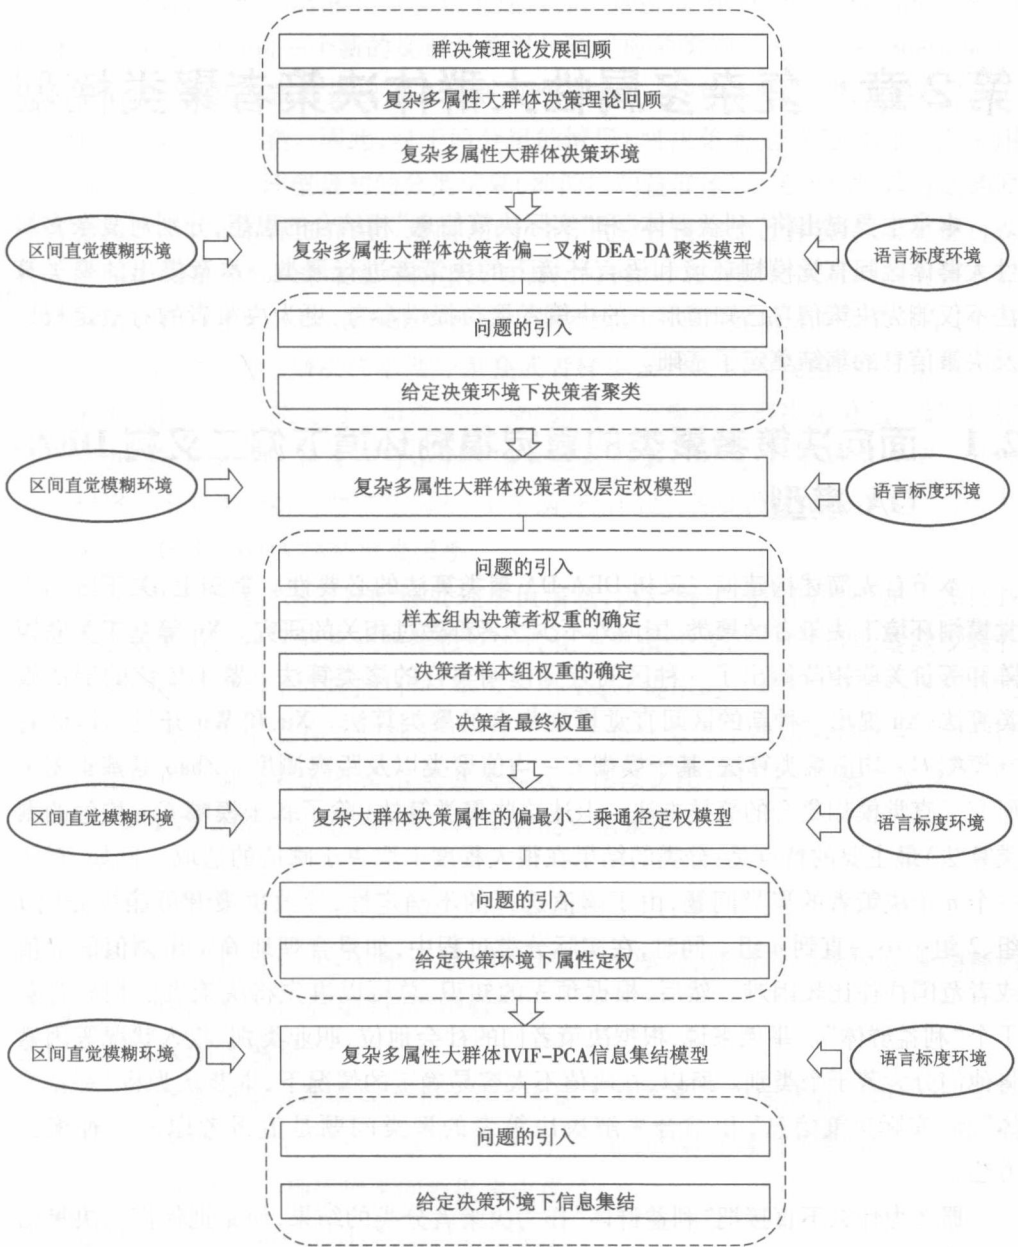 群决策理论发展回顾
复杂多属性大群体决策理论回顾
复杂多属性大群体决策环境
区间直觉模糊环境
复杂多属性大群体决策者偏二叉树DEA-DA聚类模型
语言标度环境
问题的引入
给定决策环境下决策者聚类
区间直觉模糊环境
复杂多属性大群体决策者双层定权模型
语言标度环境
问题的引入
样本组内决策者权重的确定
决策者样本组权重的确定
决策者最终权重
区间直觉模糊环境
复杂大群体决策属性的偏最小二乘通径定权模型
语言标度环境
问题的引入
给定决策环境下属性定权
区间直觉模糊环境
复杂多属性大群体IVIF-PCA信息集结模型
语言标度环境
问题的引入
给定决策环境下信息集结